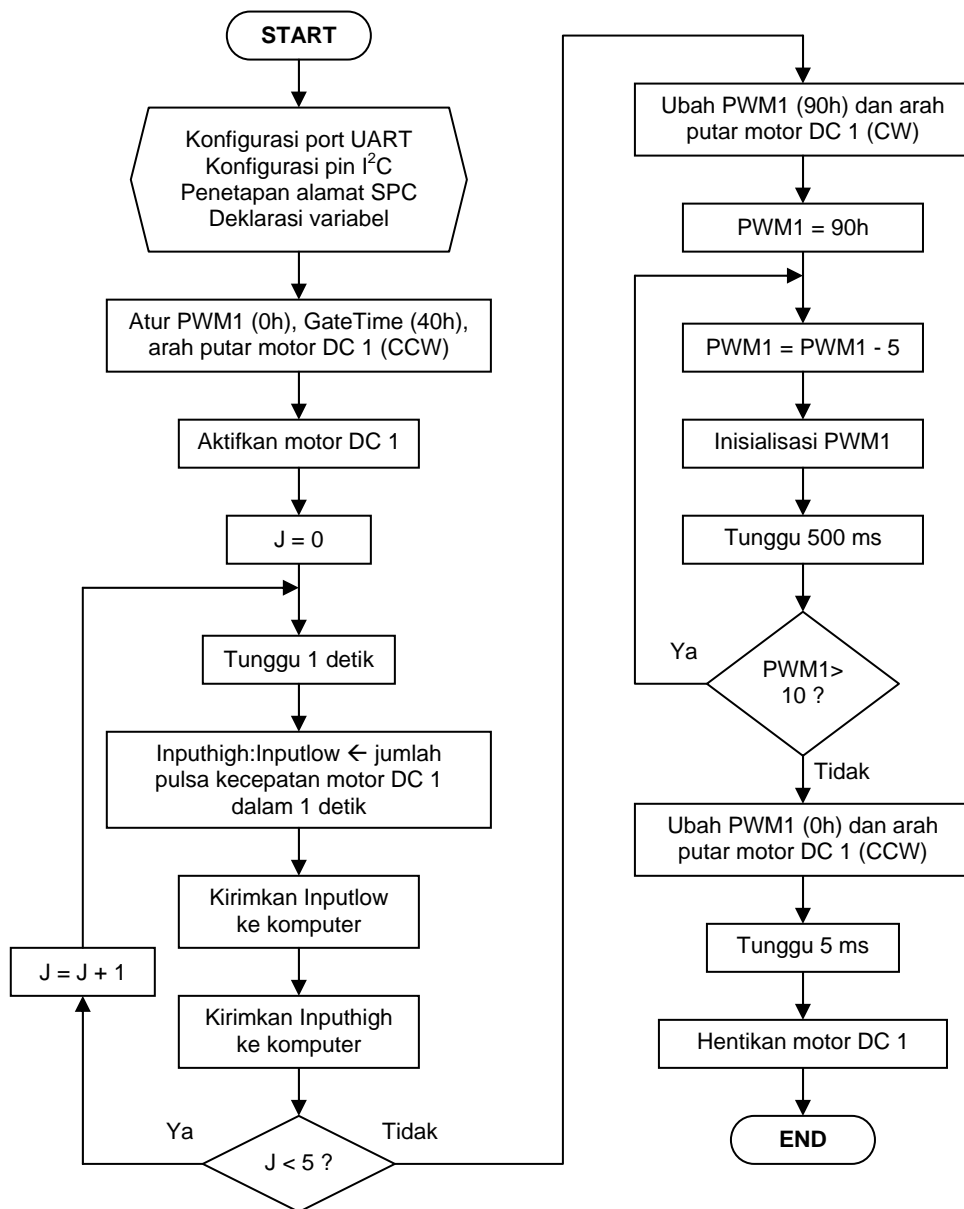 START
Konfigurasi port UART
Konfigurasi pin I²C
Penetapan alamat SPC
Deklarasi variabel
Atur PWM1 (0h), GateTime (40h),
arah putar motor DC 1 (CCW)
Aktifkan motor DC 1
J = 0
Tunggu 1 detik
Inputhigh:Inputlow ← jumlah
pulsa kecepatan motor DC 1
dalam 1 detik
Kirimkan Inputlow
ke komputer
J = J + 1
Kirimkan Inputhigh
ke komputer
Ya
Tidak
J < 5 ?
Ubah PWM1 (90h) dan arah
putar motor DC 1 (CW)
PWM1 = 90h
PWM1 = PWM1 - 5
Inisialisasi PWM1
Tunggu 500 ms
Ya
PWM1>
10 ?
Tidak
Ubah PWM1 (0h) dan arah
putar motor DC 1 (CCW)
Tunggu 5 ms
Hentikan motor DC 1
END